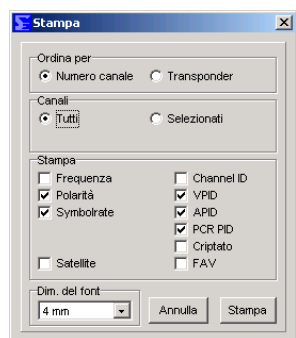 Stampa
Ordina per
Numero canale Transponder
Canali
Tutti Selezionati
Stampa
Frequenza Channel ID
Polarità VPID
Symbolrate APID
PCR PID
Criptato
Satellite FAV
Dim. del font
4 mm Annulla Stampa